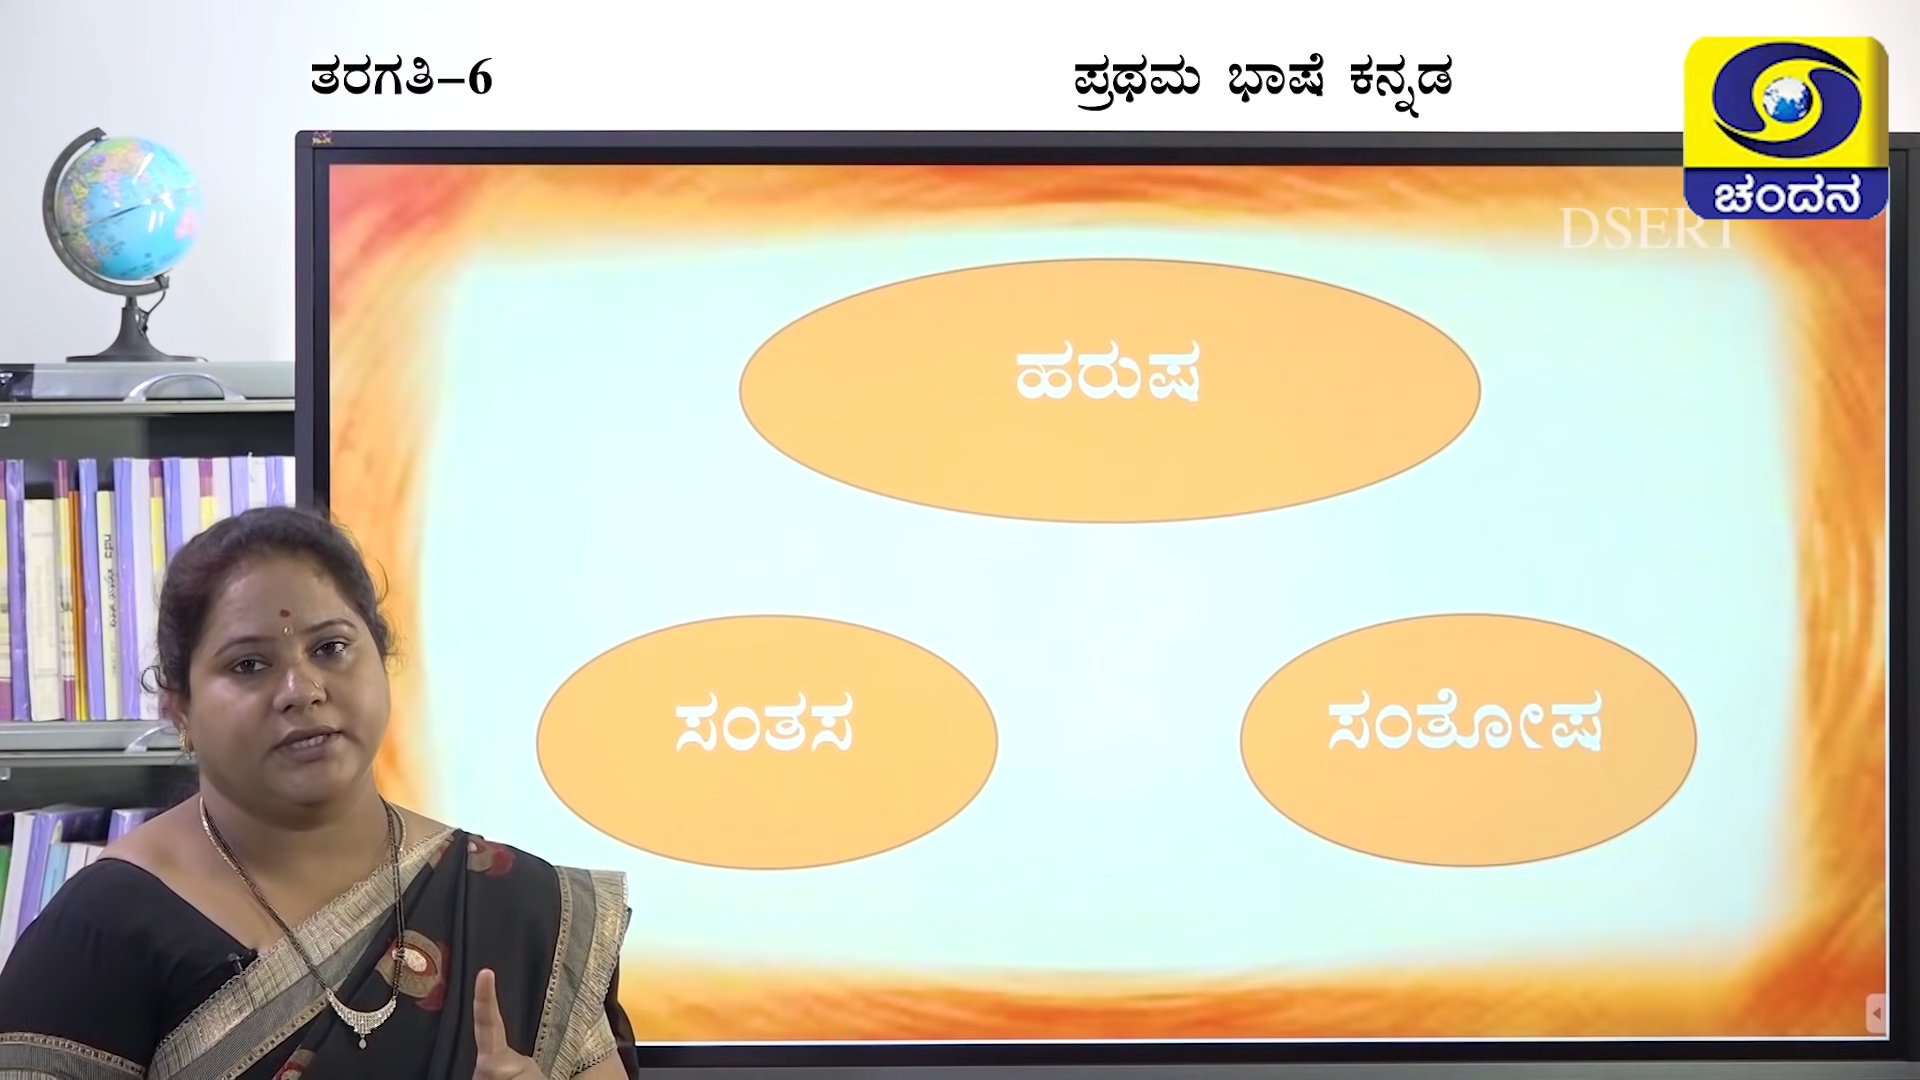 ತರಗತಿ–6
ಪ್ರಥಮ ಭಾಷೆ ಕನ್ನಡ
ಚಂದನ
DSERT
ಹರುಷ
ಸಂತಸ
ಸಂತೋಷ